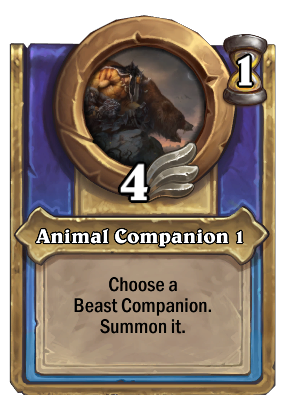 1
4
Animal Companion 1
Choose a
Beast Companion.
Summon it.